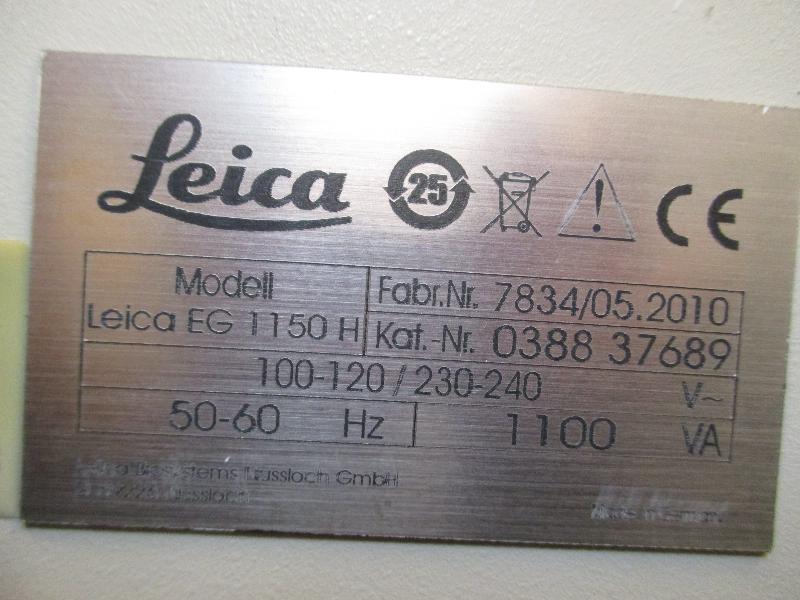 Leica 25 CE
Modell
Leica EG 1150 H
Fabr.Nr. 7834/05.2010
Kat.-Nr. 0388 37689
100-120 / 230-240 V~
50-60 Hz 1100 VA
GmbH